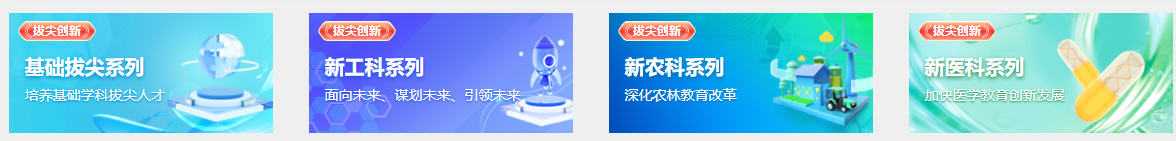 拔尖创新
基础拔尖系列
培养基础学科拔尖人才
拔尖创新
新工科系列
面向未来、谋划未来、引领未来
拔尖创新
新农科系列
深化农林教育改革
拔尖创新
新医科系列
加快医学教育创新发展